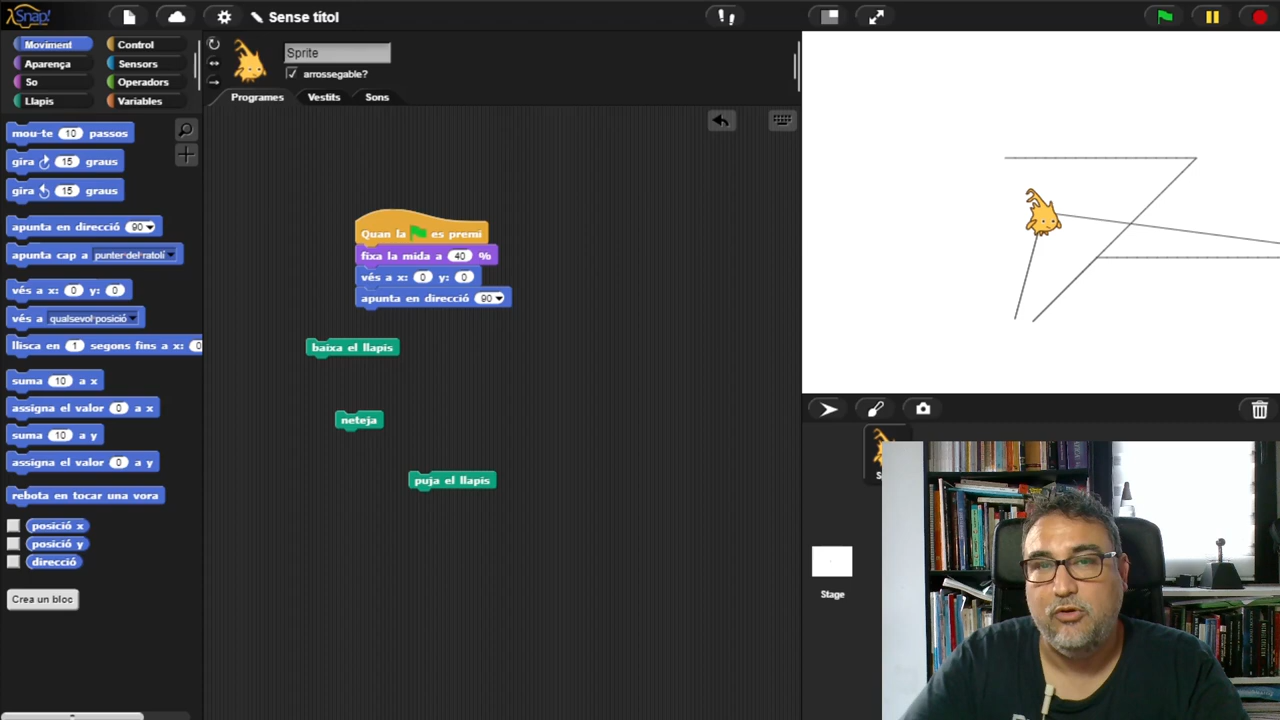 Snap!
Sense títol
Moviment
Control
Aparença
Sensors
So
Operadors
Llapis
Variables
mou-te 10 passos
gira 15 graus
gira 15 graus
apunta en direcció 90
apunta cap a punter del ratolí
vés a x: 0 y: 0
vés a qualsevol posició
llisca en 1 segons fins a x: 0
suma 10 a x
assigna el valor 0 a x
suma 10 a y
assigna el valor 0 a y
rebota en tocar una vora
posició x
posició y
direcció
Crea un bloc
Sprite
arrossegable?
Programes
Vestits
Sons
Quan la es premi
fixa la mida a 40 %
vés a x: 0 y: 0
apunta en direcció 90
baixa el llapis
neteja
puja el llapis
Stage